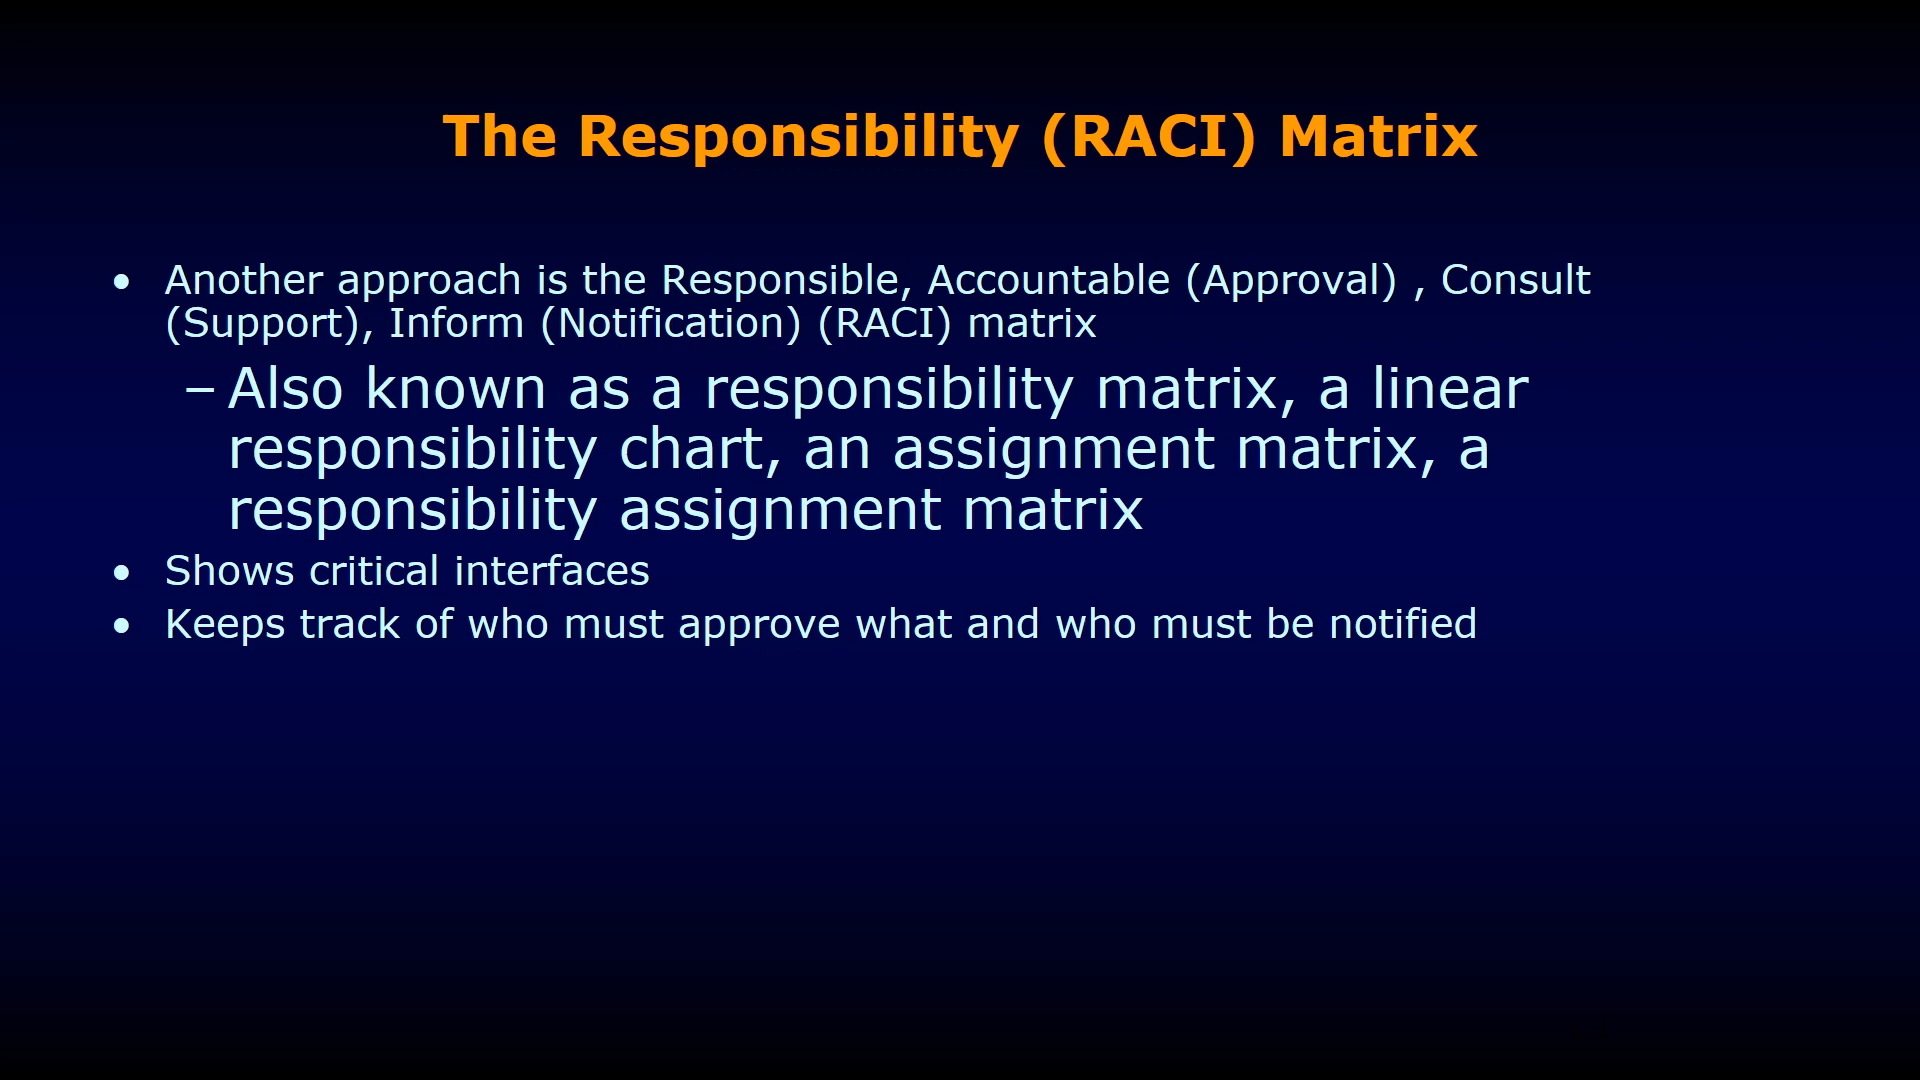 The Responsibility (RACI) Matrix
• Another approach is the Responsible, Accountable (Approval) , Consult
(Support), Inform (Notification) (RACI) matrix
– Also known as a responsibility matrix, a linear
responsibility chart, an assignment matrix, a
responsibility assignment matrix
• Shows critical interfaces
• Keeps track of who must approve what and who must be notified